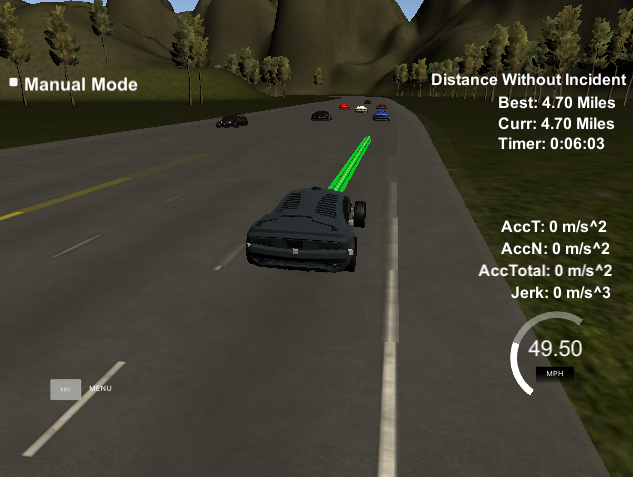 Manual Mode
Distance Without Incident
Best: 4.70 Miles
Curr: 4.70 Miles
Timer: 0:06:03
AccT: 0 m/s^2
AccN: 0 m/s^2
AccTotal: 0 m/s^2
Jerk: 0 m/s^3
49.50
MPH
ESC MENU